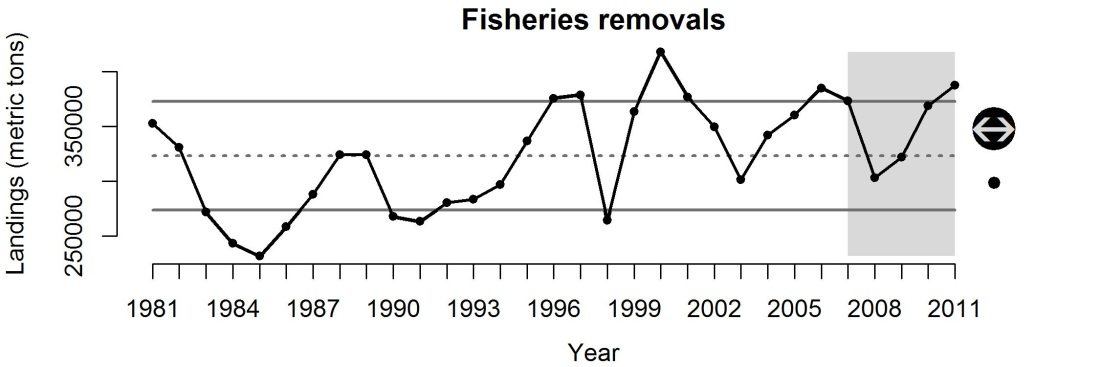 Fisheries removals
Landings (metric tons)
350000
250000
1981 1984 1987 1990 1993 1996 1999 2002 2005 2008 2011
Year